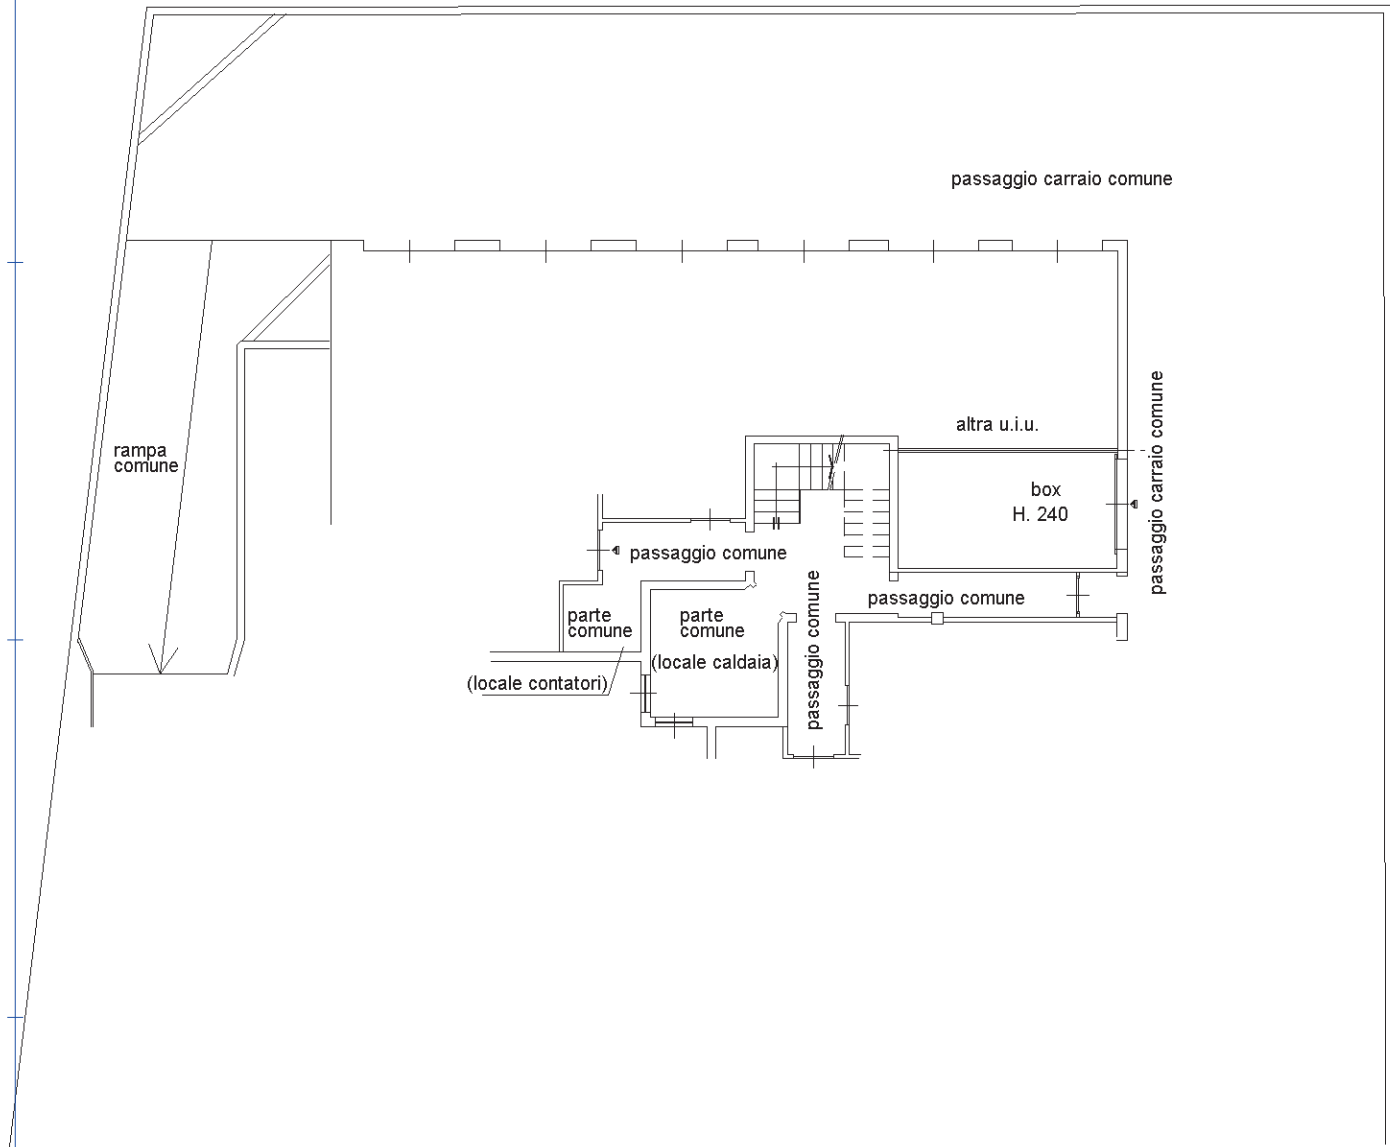 passaggio carraio comune
passaggio carraio comune
altra u.i.u.
rampa
comune
box
H. 240
passaggio comune
passaggio comune
passaggio comune
parte
comune
parte
comune
(locale caldaia)
(locale contatori)